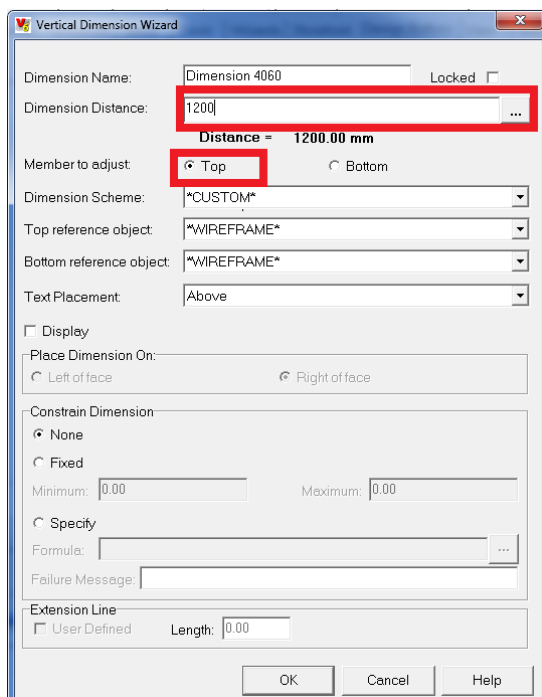 Vertical Dimension Wizard
Dimension Name: Dimension 4060 Locked
Dimension Distance: 1200 ...
Distance = 1200.00 mm
Member to adjust: Top Bottom
Dimension Scheme: *CUSTOM*
Top reference object: *WIREFRAME*
Bottom reference object: *WIREFRAME*
Text Placement: Above
Display
Place Dimension On:
Left of face Right of face
Constrain Dimension
None
Fixed
Minimum: 0.00 Maximum: 0.00
Specify
Formula: ...
Failure Message:
Extension Line
User Defined Length: 0.00
OK Cancel Help